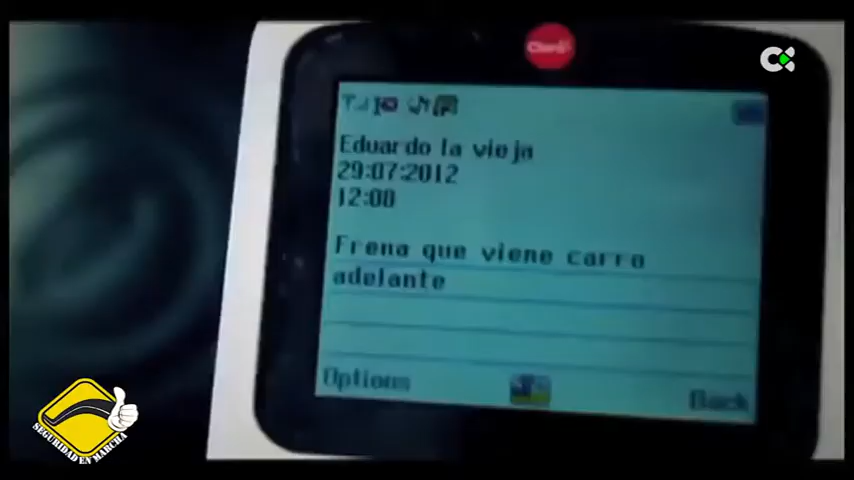 Claro
Eduardo la vieja
29:07:2012
12:00
Frena que viene carro
adelante
Options
Back
SEGURIDAD EN MARCHA